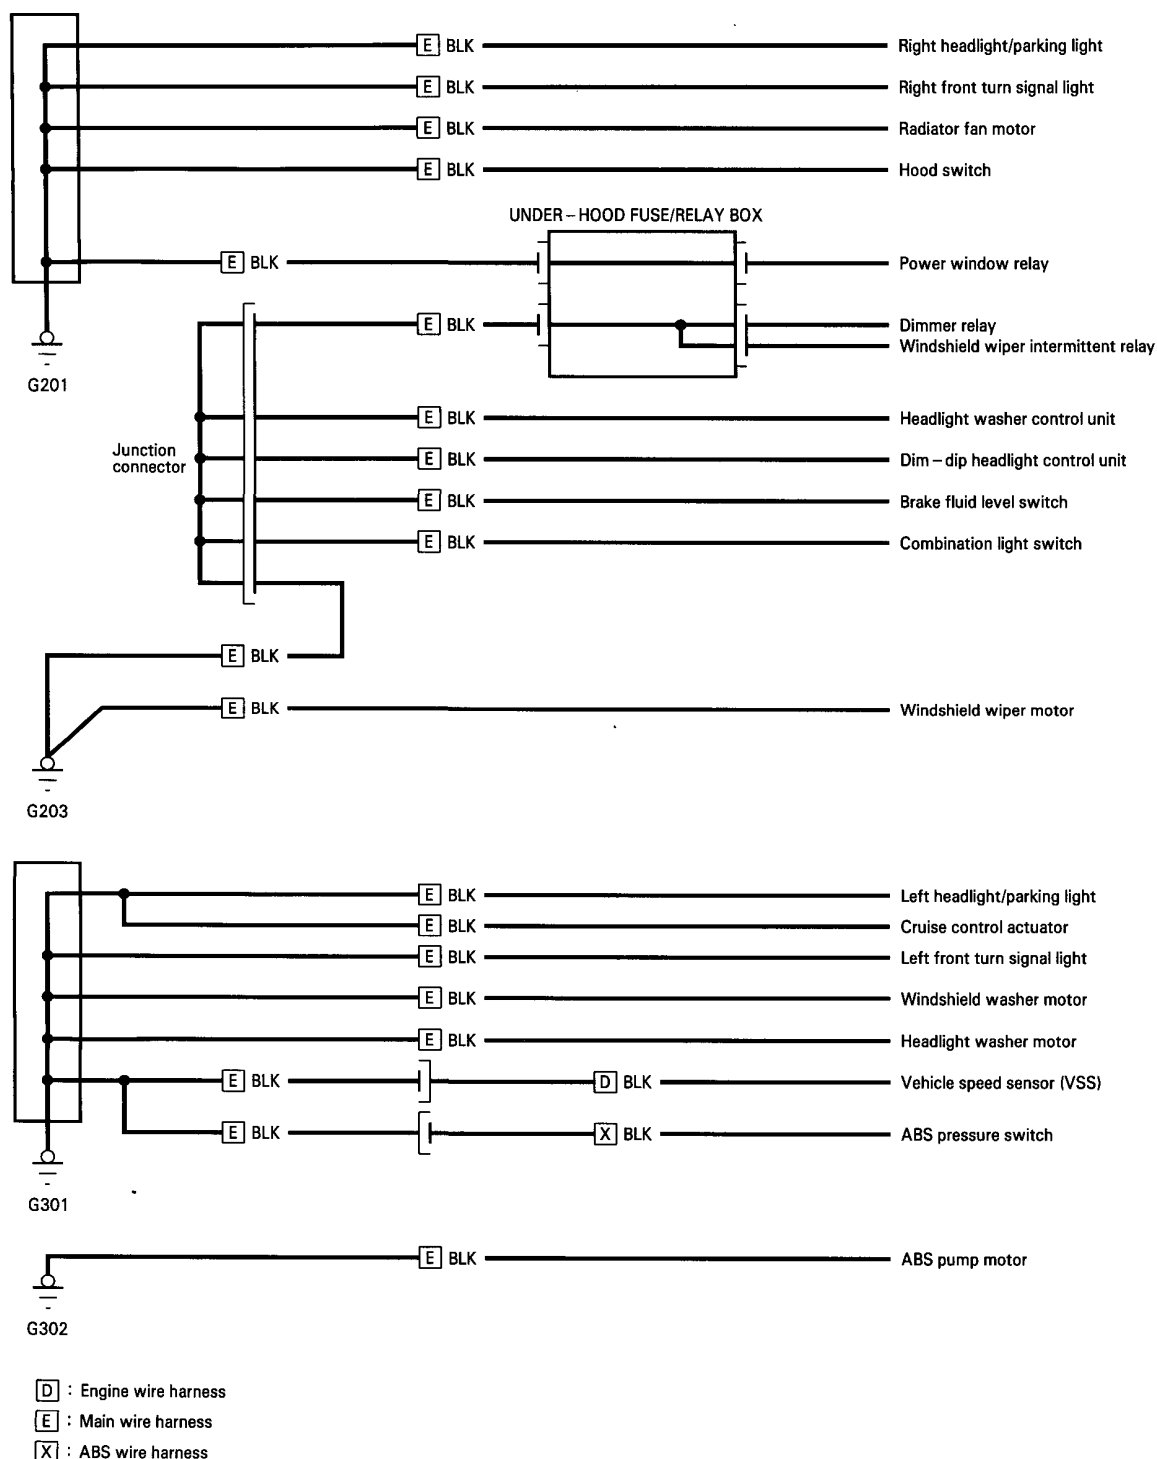 E BLK Right headlight/parking light
E BLK Right front turn signal light
E BLK Radiator fan motor
E BLK Hood switch
UNDER – HOOD FUSE/RELAY BOX
E BLK Power window relay
E BLK Dimmer relay
Windshield wiper intermittent relay
G201
E BLK Headlight washer control unit
Junction
connector
E BLK Dim – dip headlight control unit
E BLK Brake fluid level switch
E BLK Combination light switch
E BLK
E BLK Windshield wiper motor
G203
E BLK Left headlight/parking light
E BLK Cruise control actuator
E BLK Left front turn signal light
E BLK Windshield washer motor
E BLK Headlight washer motor
E BLK D BLK Vehicle speed sensor (VSS)
E BLK X BLK ABS pressure switch
G301
E BLK ABS pump motor
G302
D : Engine wire harness
E : Main wire harness
X : ABS wire harness